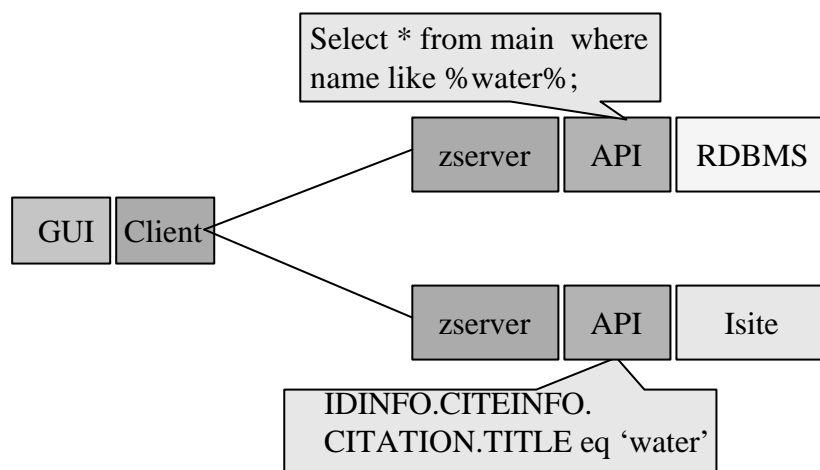 Select * from main where
name like %water%;
zserver API RDBMS
GUI Client
zserver API Isite
IDINFO.CITEINFO.
CITATION.TITLE eq ‘water’